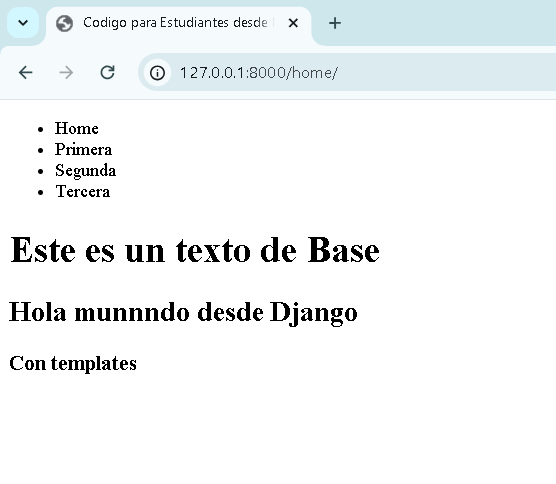 Codigo para Estudiantes desde
127.0.0.1:8000/home/
Home
Primera
Segunda
Tercera
Este es un texto de Base
Hola munnndo desde Django
Con templates